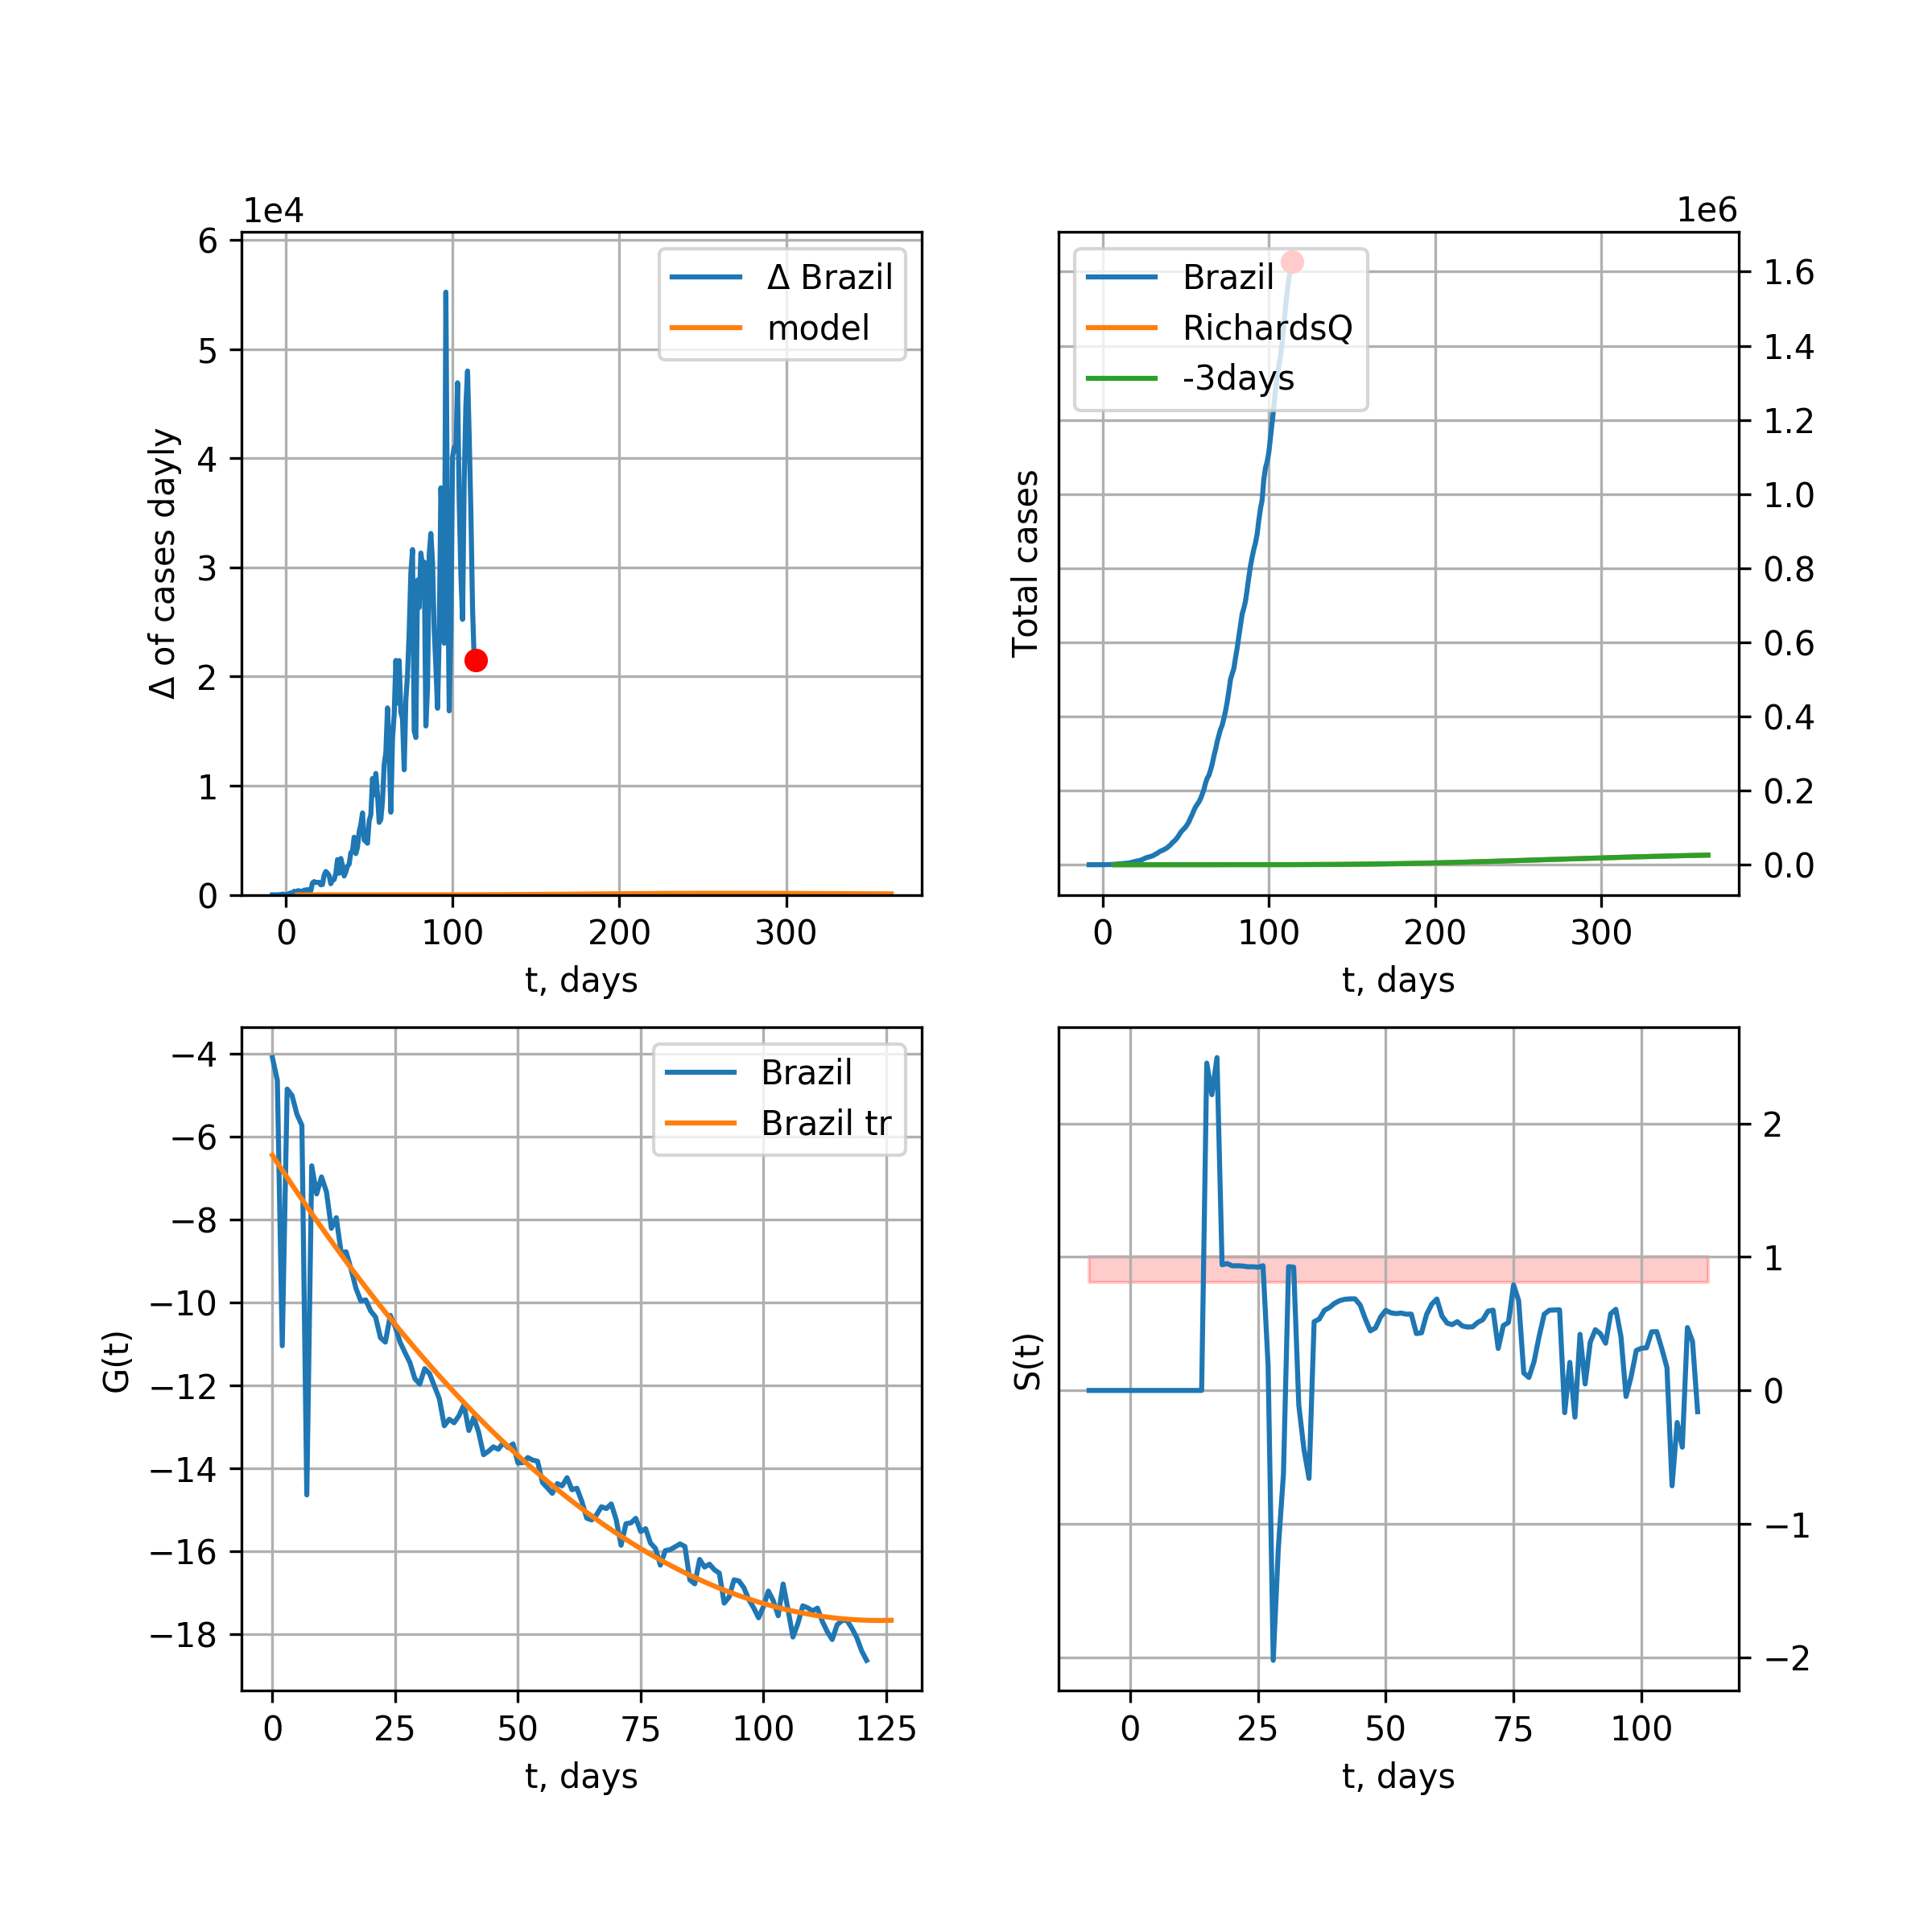 1e4
6
5
4
3
2
1
0
Δ of cases dayly
0 100 200 300
t, days
Δ Brazil
model
1e6
1.6
1.4
1.2
1.0
0.8
0.6
0.4
0.2
0.0
Total cases
0 100 200 300
t, days
Brazil
RichardsQ
-3days
−4
−6
−8
−10
−12
−14
−16
−18
G(t)
0 25 50 75 100 125
t, days
Brazil
Brazil tr
2
1
0
−1
−2
S(t)
0 25 50 75 100
t, days